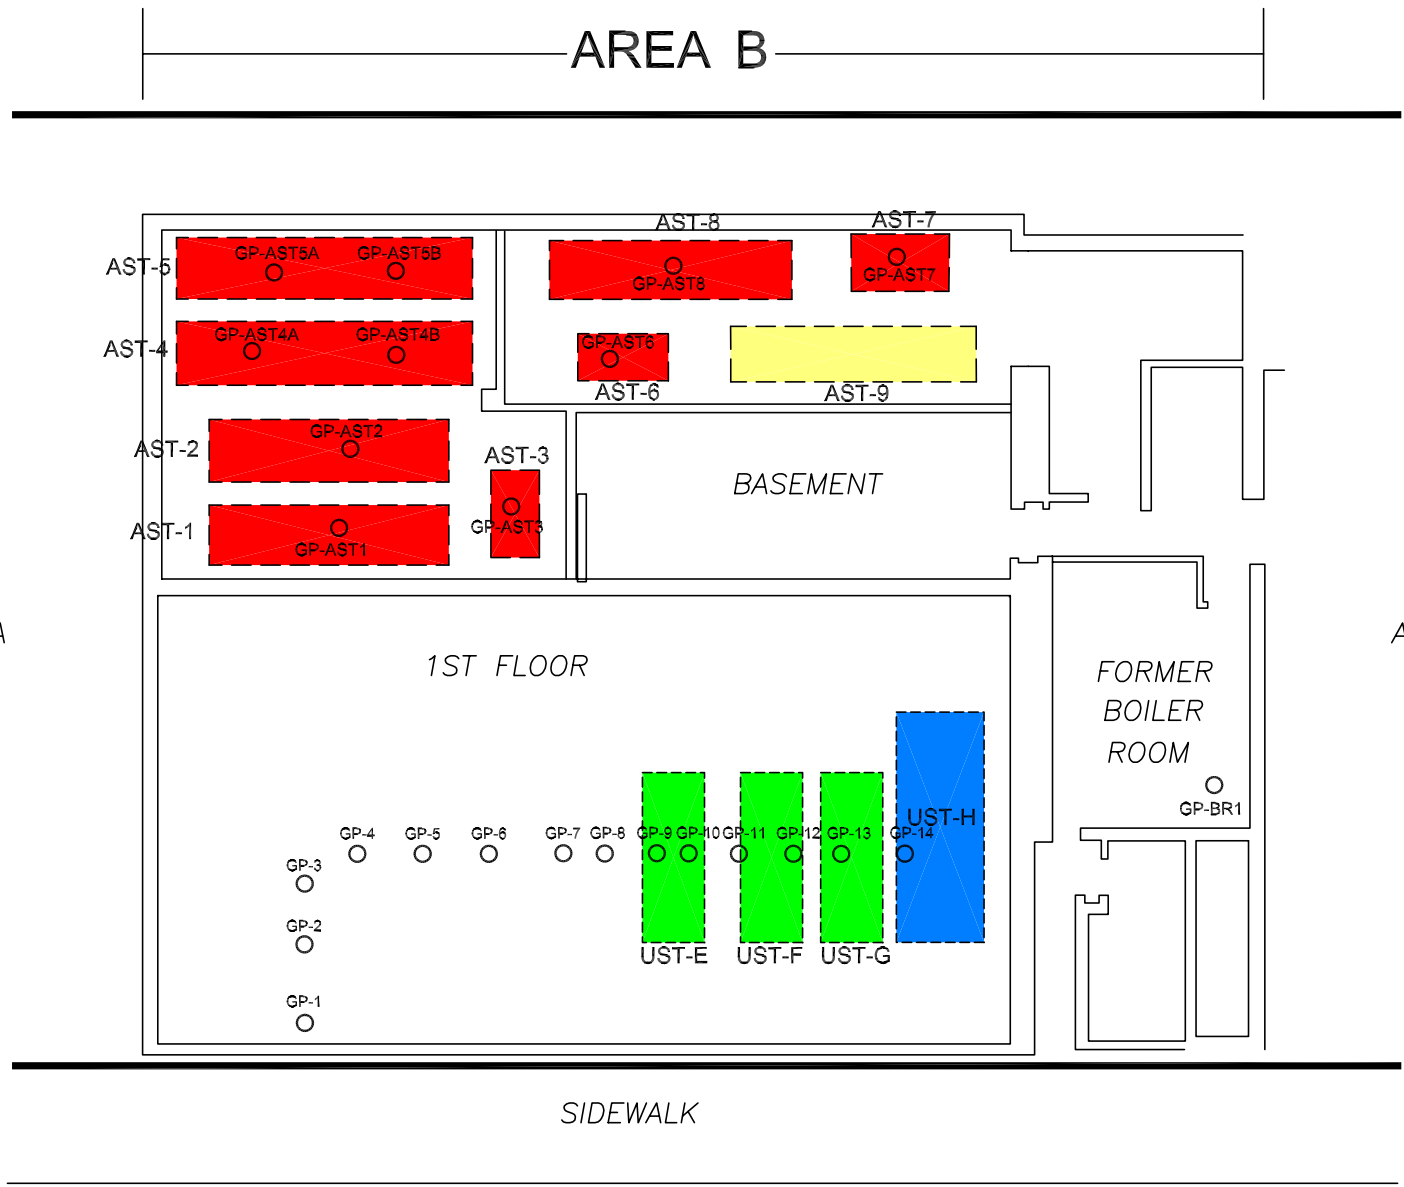 AREA B
AST-8
AST-7
AST-5
GP-AST5A
GP-AST5B
GP-AST8
GP-AST7
AST-4
GP-AST4A
GP-AST4B
GP-AST6
AST-6
AST-9
AST-2
GP-AST2
AST-3
BASEMENT
AST-1
GP-AST1
GP-AST3
A
A
1ST FLOOR
FORMER
BOILER
ROOM
GP-BR1
UST-H
GP-4
GP-5
GP-6
GP-7
GP-8
GP-9
GP-10
GP-11
GP-12
GP-13
GP-14
GP-3
GP-2
UST-E
UST-F
UST-G
GP-1
SIDEWALK